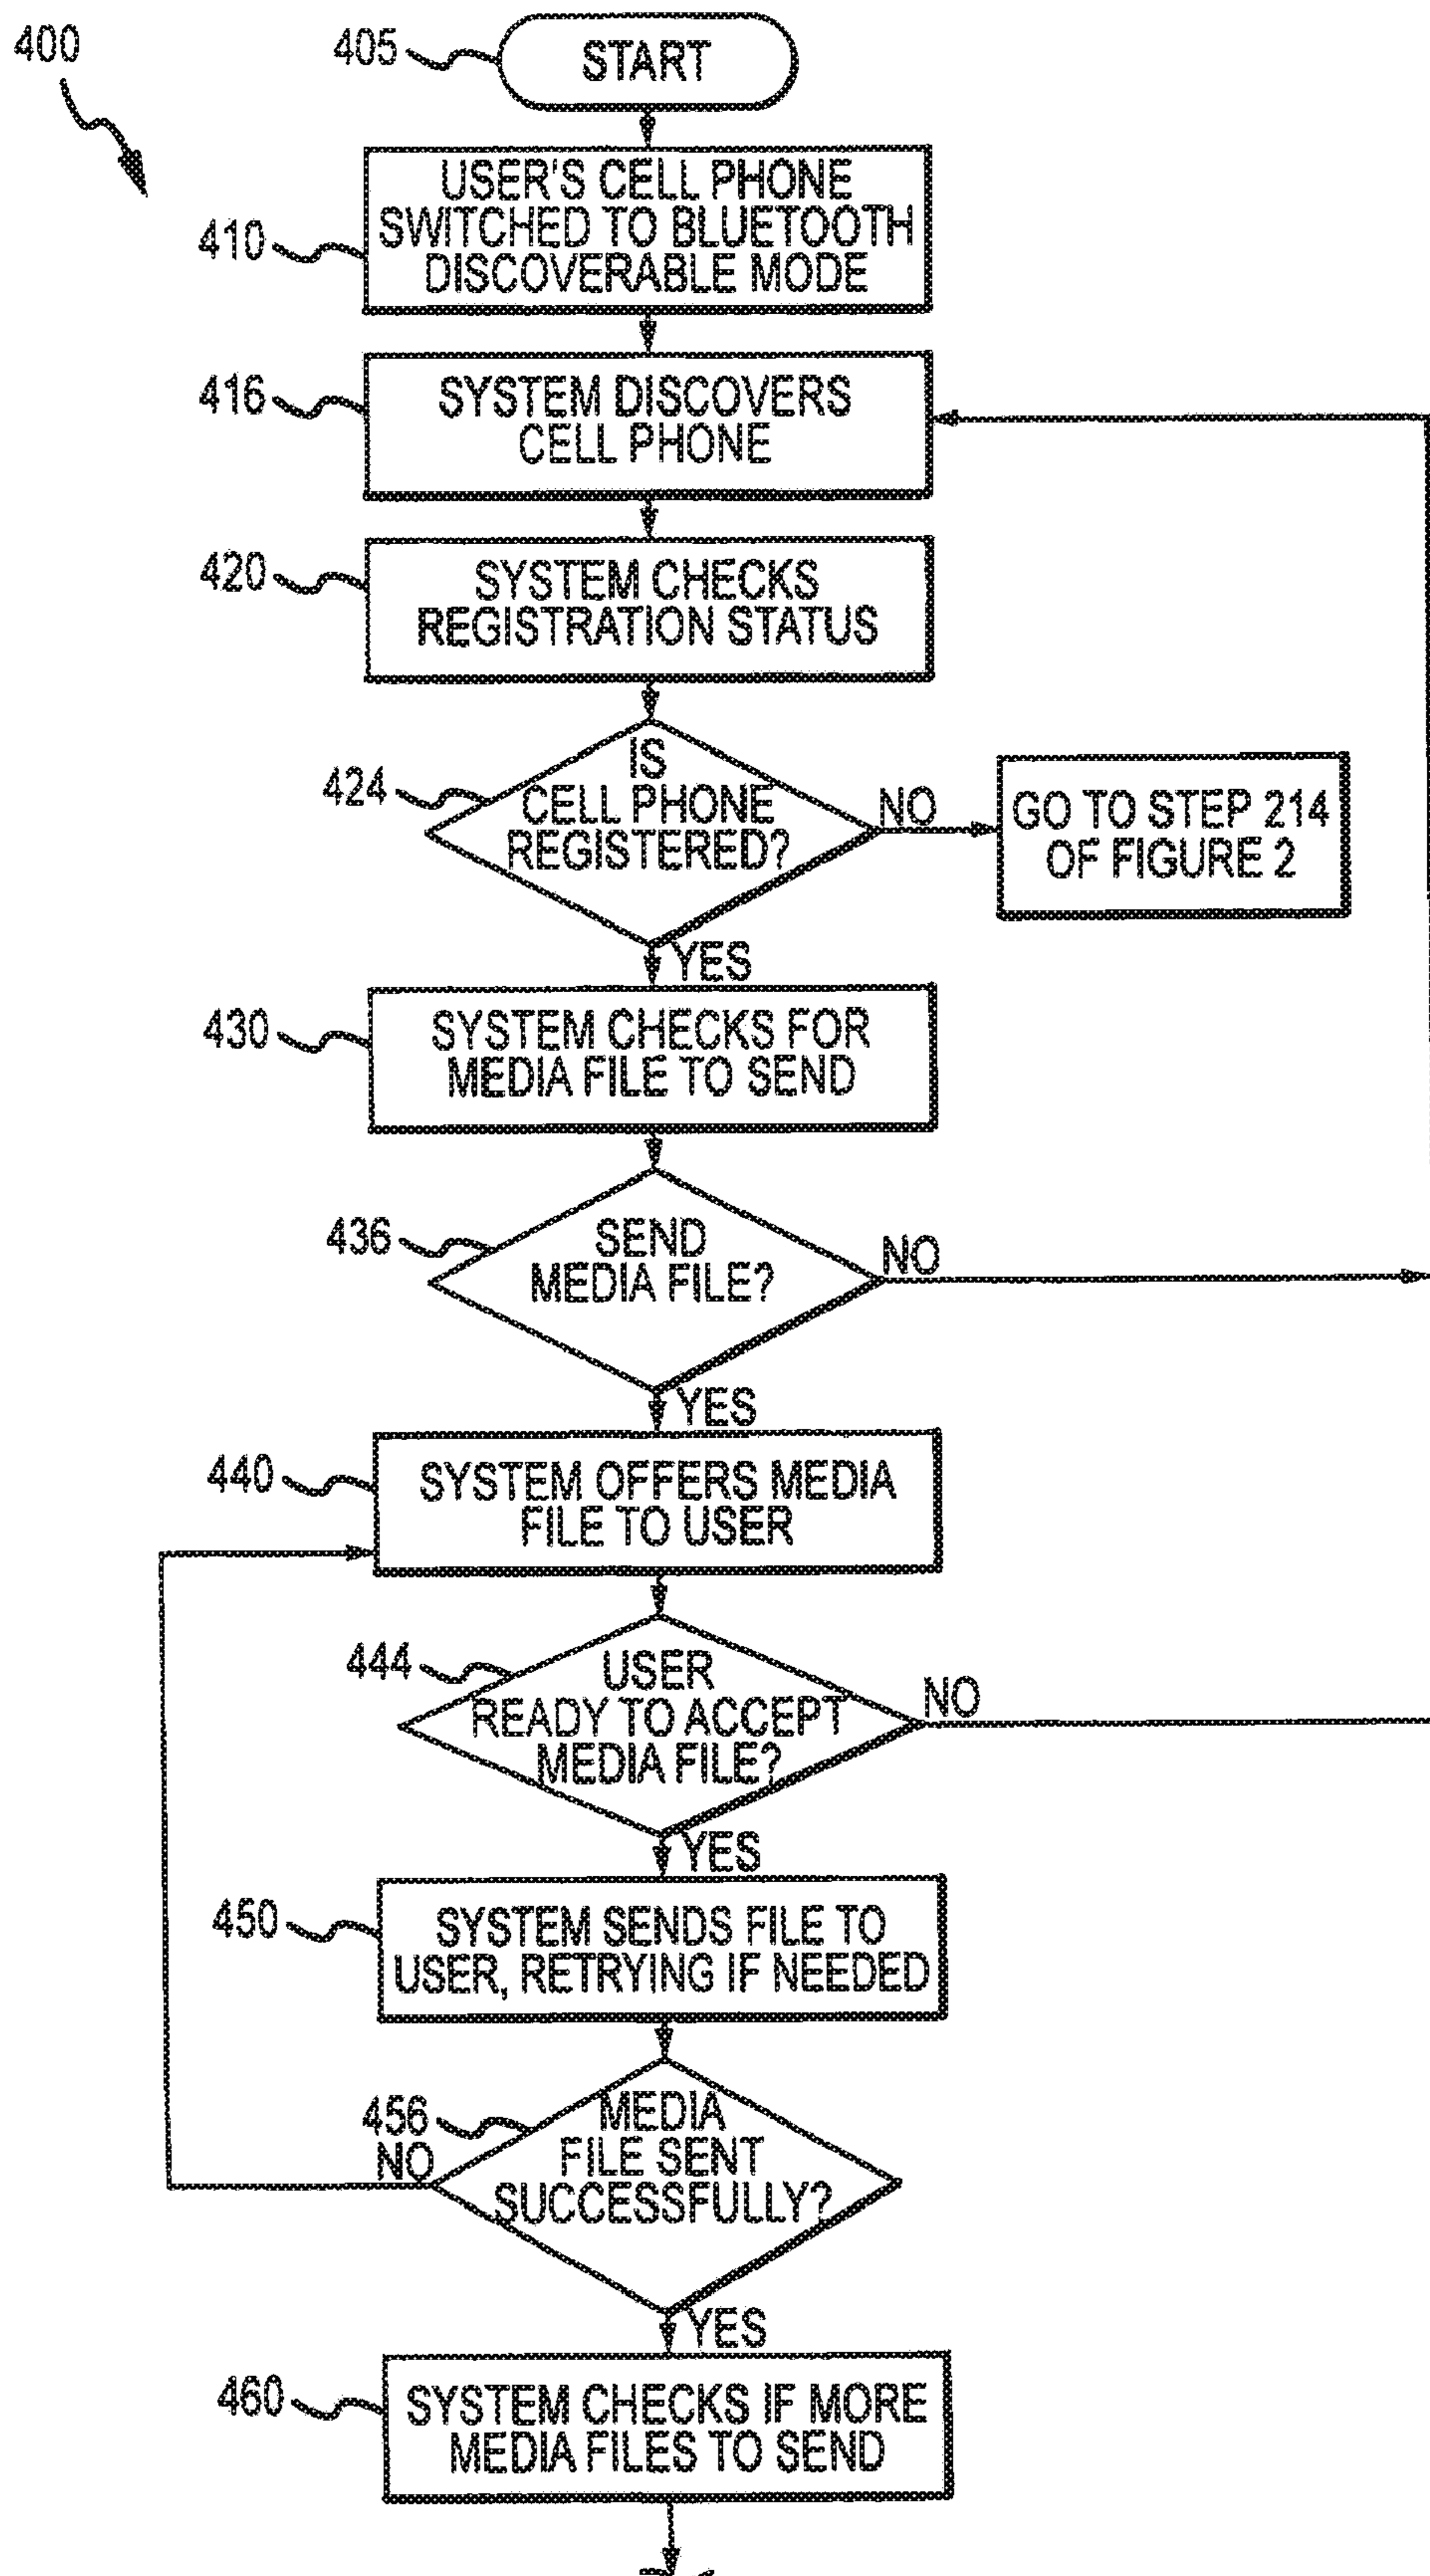 400
405
START
410
USER'S CELL PHONE
SWITCHED TO BLUETOOTH
DISCOVERABLE MODE
416
SYSTEM DISCOVERS
CELL PHONE
420
SYSTEM CHECKS
REGISTRATION STATUS
424
IS
CELL PHONE
REGISTERED?
NO
GO TO STEP 214
OF FIGURE 2
YES
430
SYSTEM CHECKS FOR
MEDIA FILE TO SEND
436
SEND
MEDIA FILE?
NO
YES
440
SYSTEM OFFERS MEDIA
FILE TO USER
444
USER
READY TO ACCEPT
MEDIA FILE?
NO
YES
450
SYSTEM SENDS FILE TO
USER, RETRYING IF NEEDED
456
MEDIA
FILE SENT
SUCCESSFULLY?
NO
YES
460
SYSTEM CHECKS IF MORE
MEDIA FILES TO SEND